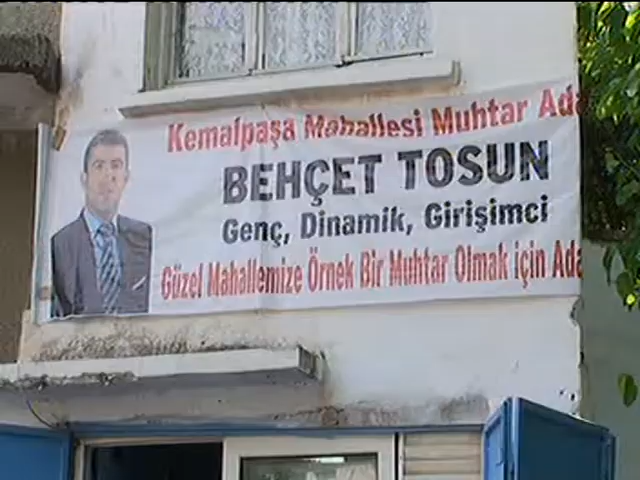 Kemalpaşa Mahallesi Muhtar Ada
BEHÇET TOSUN
Genç, Dinamik, Girişimci
Güzel Mahallemize Örnek Bir Muhtar Olmak için Ada